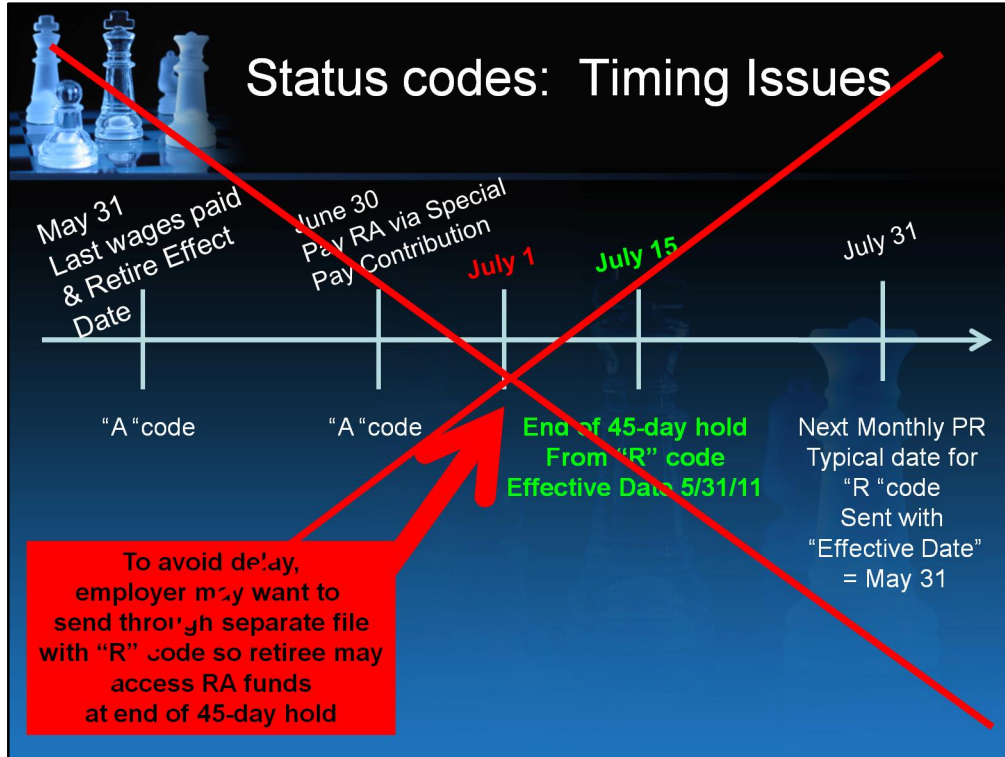 Status codes: Timing Issues
May 31
Last wages paid
& Retire Effect
Date
June 30
Pay RA via Special
Pay Contribution
July 1
July 15
July 31
"A "code
"A "code
End of 45-day hold
From "R" code
Effective Date 5/31/11
Next Monthly PR
Typical date for
"R "code
Sent with
"Effective Date"
= May 31
To avoid delay,
employer may want to
send through separate file
with "R" code so retiree may
access RA funds
at end of 45-day hold